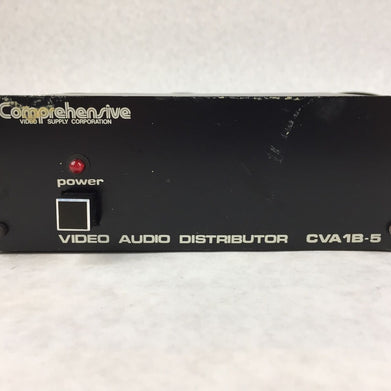 Comprehensive
VIDEO SUPPLY CORPORATION
power
VIDEO AUDIO DISTRIBUTOR CVA1B-5